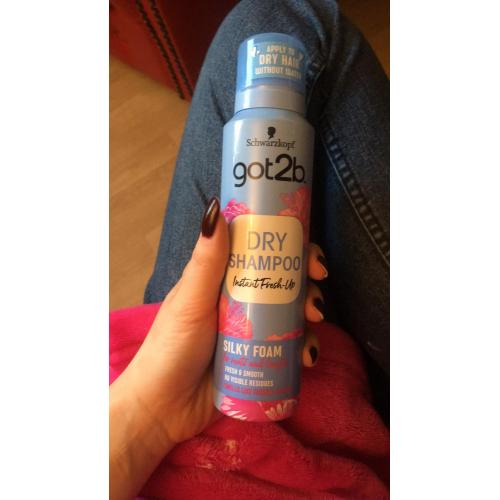 APPLY TO
DRY HAIR
WITHOUT WATER
Schwarzkopf
got2b
DRY
SHAMPOO
Instant Fresh-Up
SILKY FOAM
FRESH & SMOOTH
NO VISIBLE RESIDUES